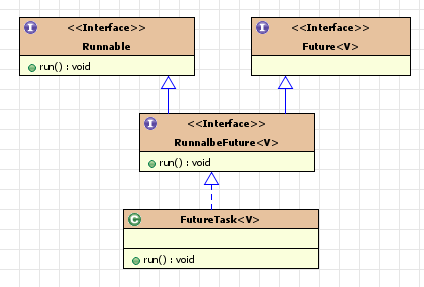 I
<<Interface>>
Runnable
run() : void
I
<<Interface>>
Future<V>
I
<<Interface>>
RunnalbeFuture<V>
run() : void
C
FutureTask<V>
run() : void